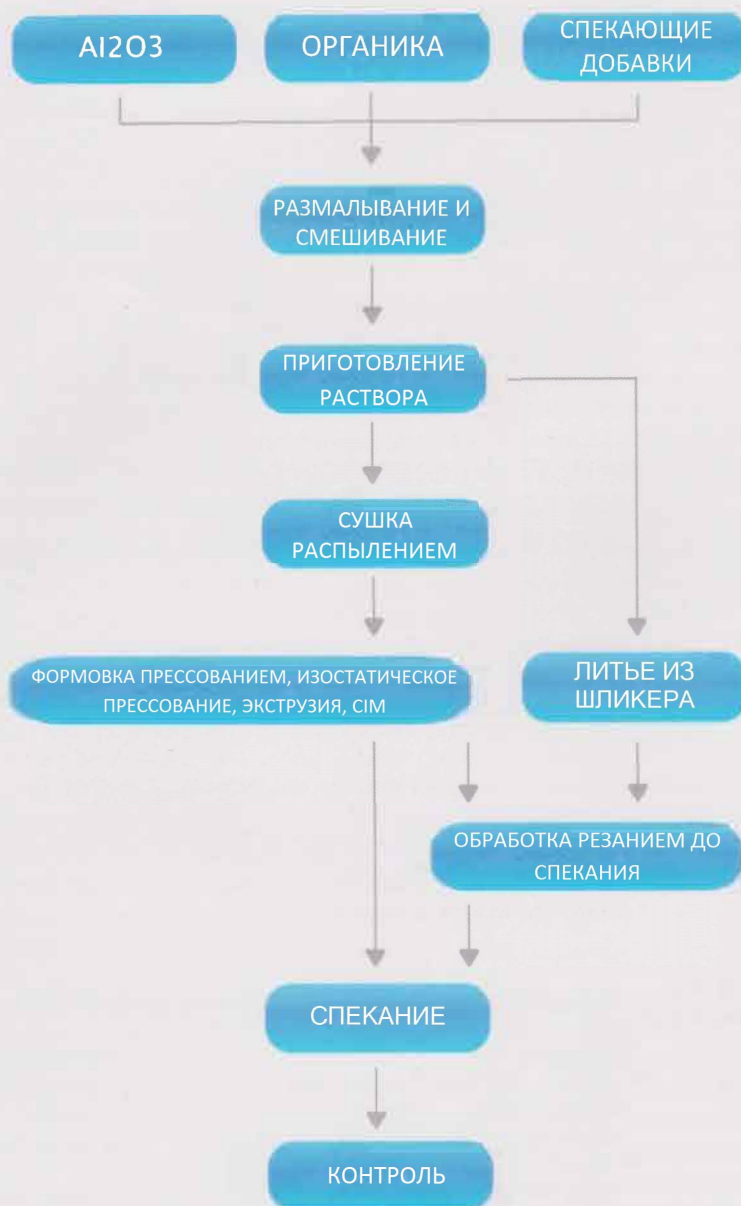 Al2O3
ОРГАНИКА
СПЕКАЮЩИЕ
ДОБАВКИ
РАЗМАЛЫВАНИЕ И
СМЕШИВАНИЕ
ПРИГОТОВЛЕНИЕ
РАСТВОРА
СУШКА
РАСПЫЛЕНИЕМ
ФОРМОВКА ПРЕССОВАНИЕМ, ИЗОСТАТИЧЕСКОЕ
ПРЕССОВАНИЕ, ЭКСТРУЗИЯ, CIM
ЛИТЬЕ ИЗ
ШЛИКЕРА
ОБРАБОТКА РЕЗАНИЕМ ДО
СПЕКАНИЯ
СПЕКАНИЕ
КОНТРОЛЬ